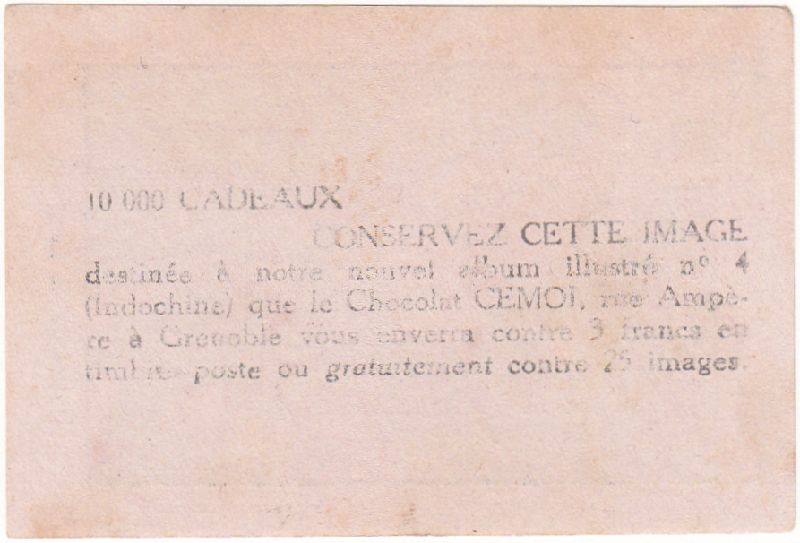 10 000 CADEAUX
CONSERVEZ CETTE IMAGE
destinée à notre nouvel album illustré n° 4
(Indochine) que le Chocolat CEMOI, rue Ampè-
re à Grenoble vous enverra contre 3 francs en
timbre-poste ou gratuitement contre 25 images.